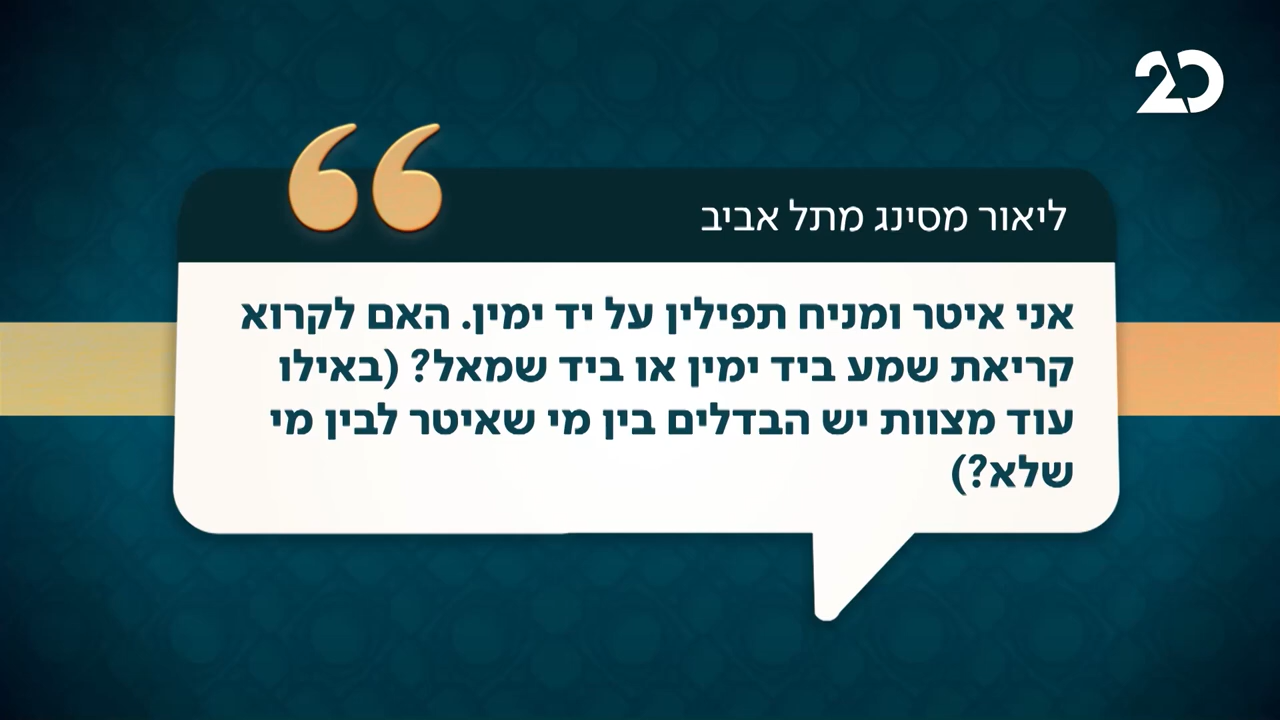 20
ליאור מסינג מתל אביב
אני איטר ומניח תפילין על יד ימין. האם לקרוא
קריאת שמע ביד ימין או ביד שמאל? (באילו
עוד מצוות יש הבדלים בין מי שאיטר לבין מי
שלא?)